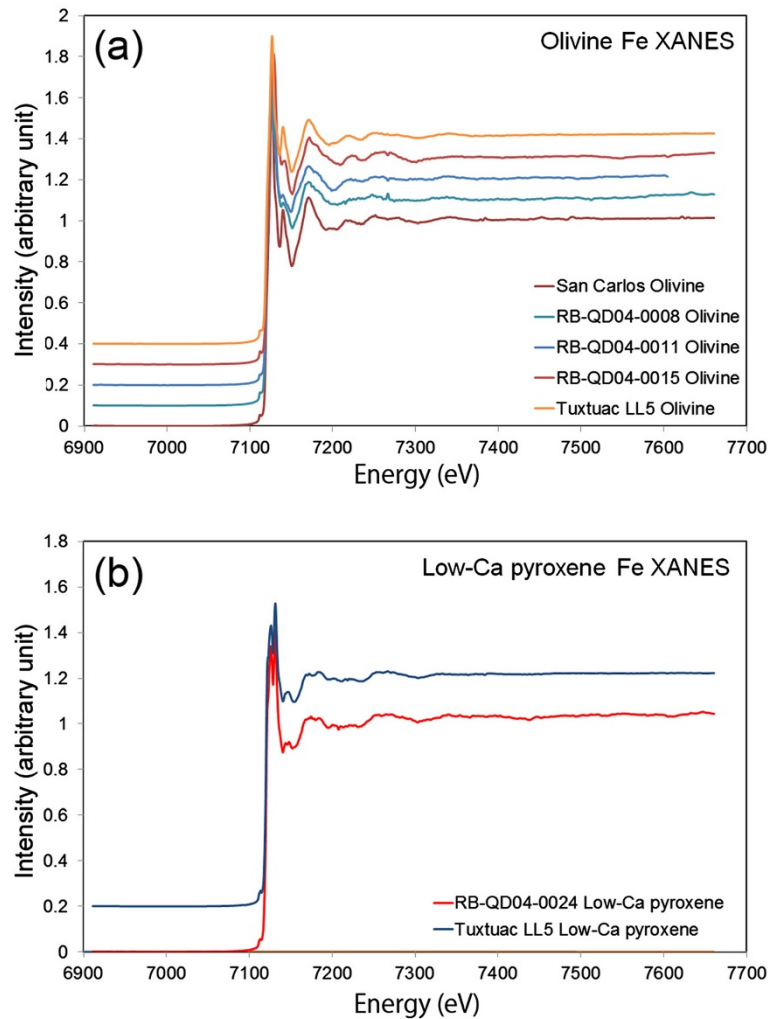 (a)
Olivine Fe XANES
Intensity (arbitrary unit)
2
1.8
1.6
1.4
1.2
1
0.8
0.6
0.4
0.2
0
San Carlos Olivine
RB-QD04-0008 Olivine
RB-QD04-0011 Olivine
RB-QD04-0015 Olivine
Tuxtuac LL5 Olivine
6900 7000 7100 7200 7300 7400 7500 7600 7700
Energy (eV)
(b)
Low-Ca pyroxene Fe XANES
Intensity (arbitrary unit)
1.8
1.6
1.4
1.2
1
0.8
0.6
0.4
0.2
0
RB-QD04-0024 Low-Ca pyroxene
Tuxtuac LL5 Low-Ca pyroxene
6900 7000 7100 7200 7300 7400 7500 7600 7700
Energy (eV)